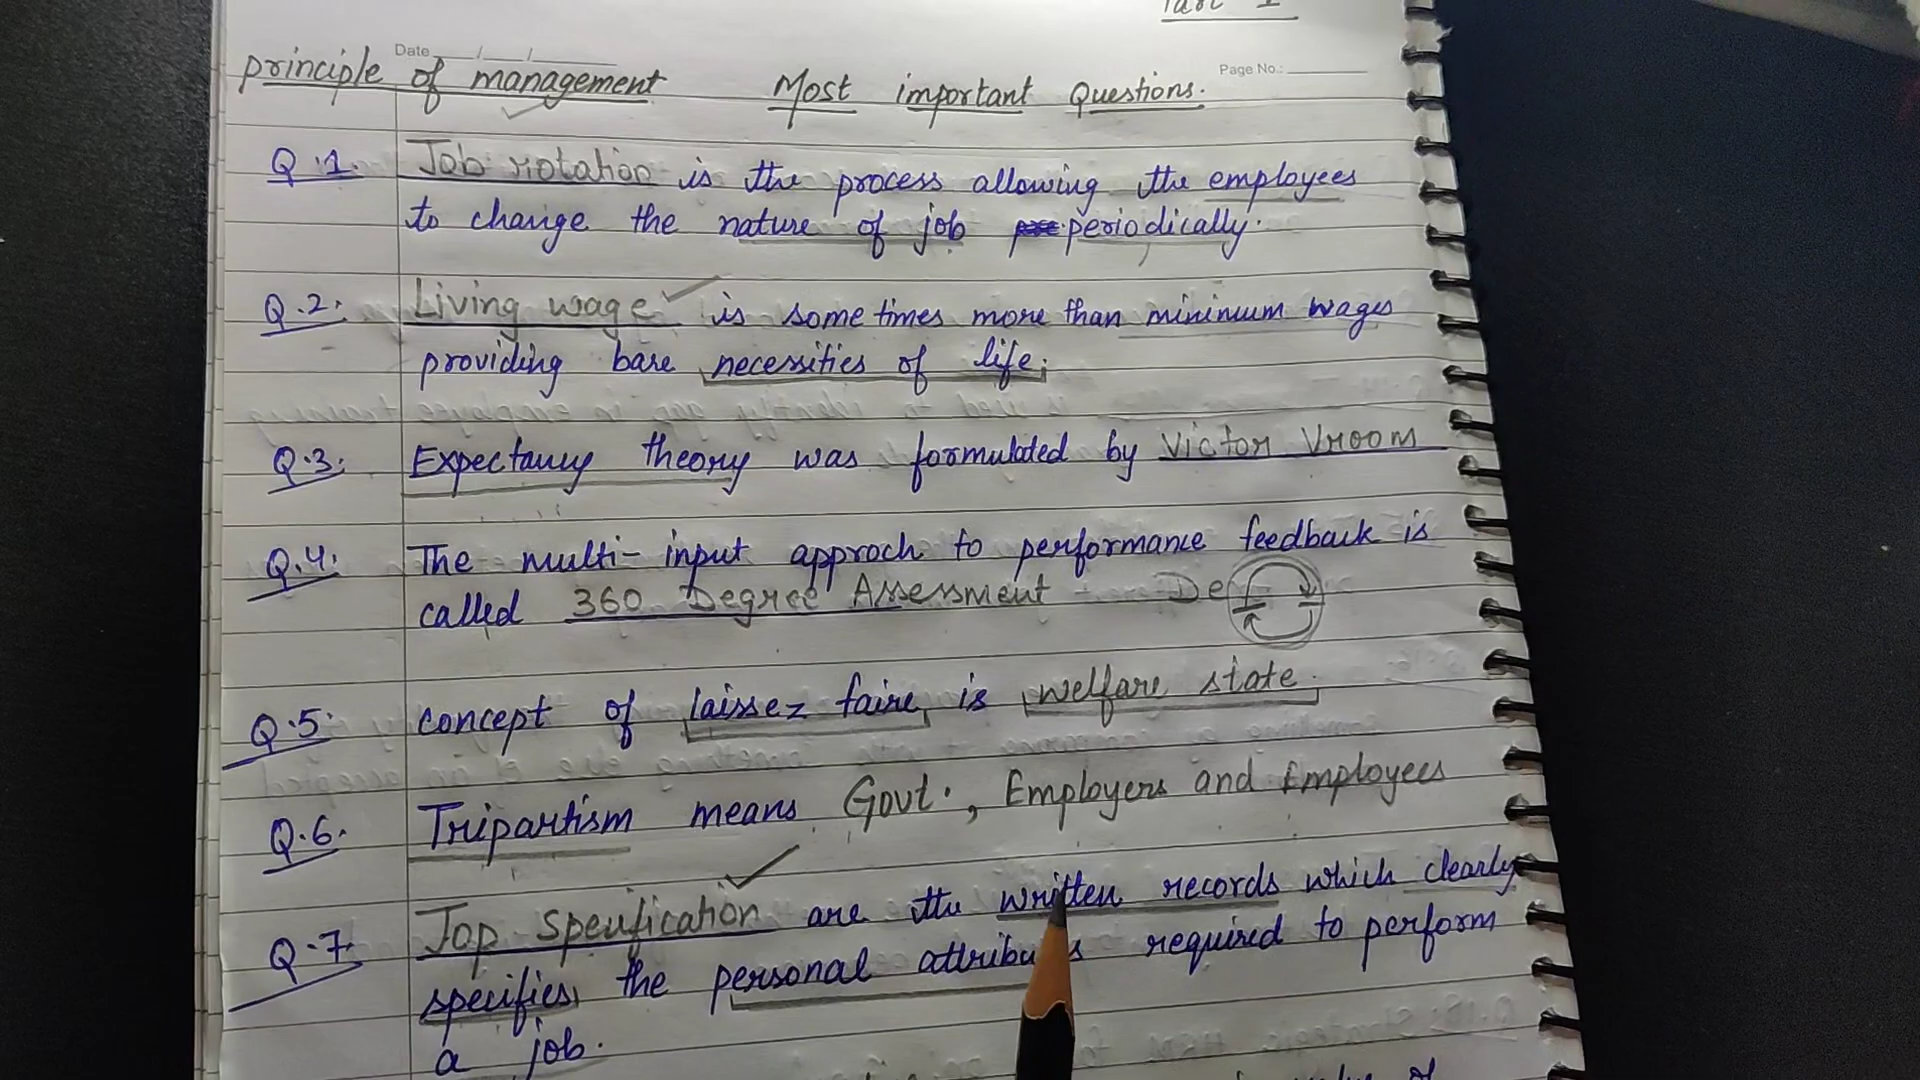 Part I
Date
Page No.:
principle of management Most important Questions.
Q.1. Job rotation is the process allowing the employees
to change the nature of job periodically.
Q.2. Living wage is some times more than minimum wages
providing bare necessities of life.
Q.3. Expectancy theory was formulated by Victor Vroom
Q.4. The multi-input approch to performance feedback is
called 360 Degree Assessment De
Q.5. concept of laissez faire is welfare state.
Q.6. Tripartism means Govt., Employers and Employees
Q.7. Jop Specification are the written records which clearly
specifies the personal attribu s required to perform
a job.
of